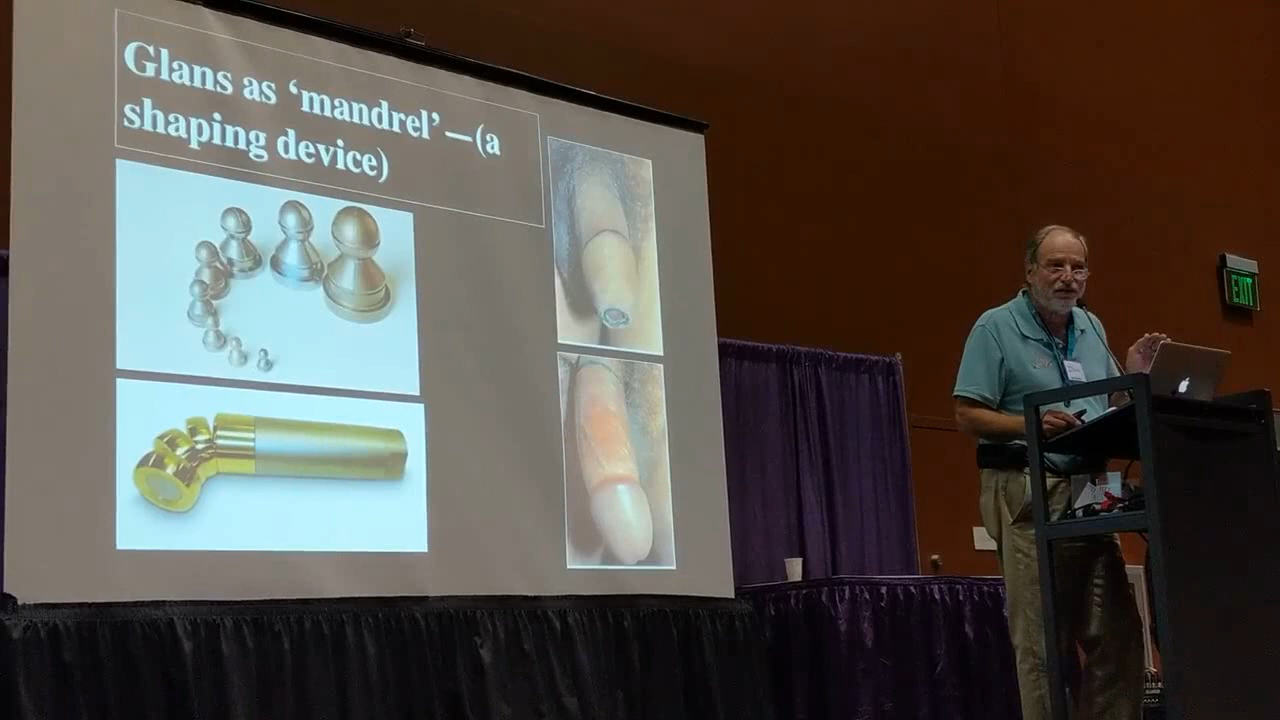 Glans as ‘mandrel’ — (a
shaping device)
EXIT